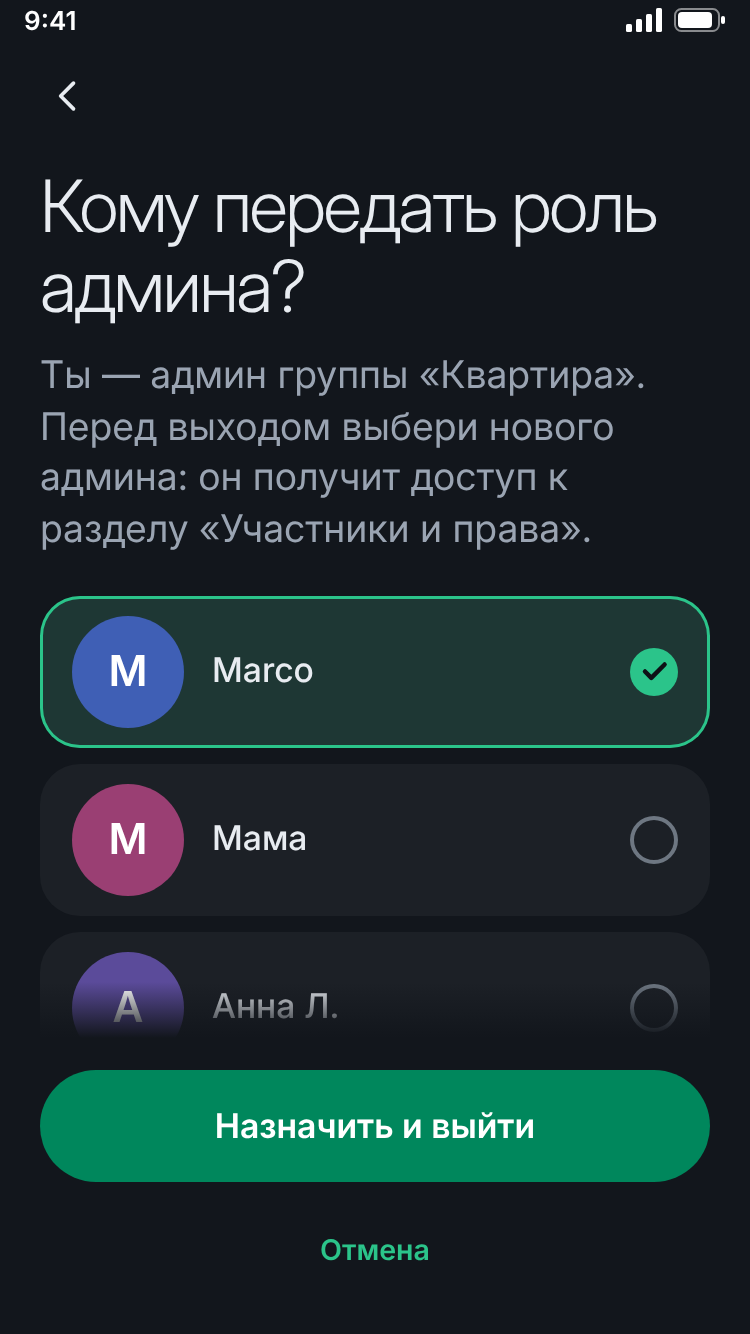 9:41
Кому передать роль
админа?
Ты — админ группы «Квартира».
Перед выходом выбери нового
админа: он получит доступ к
разделу «Участники и права».
M Marco
М Мама
А Анна Л.
Назначить и выйти
Отмена